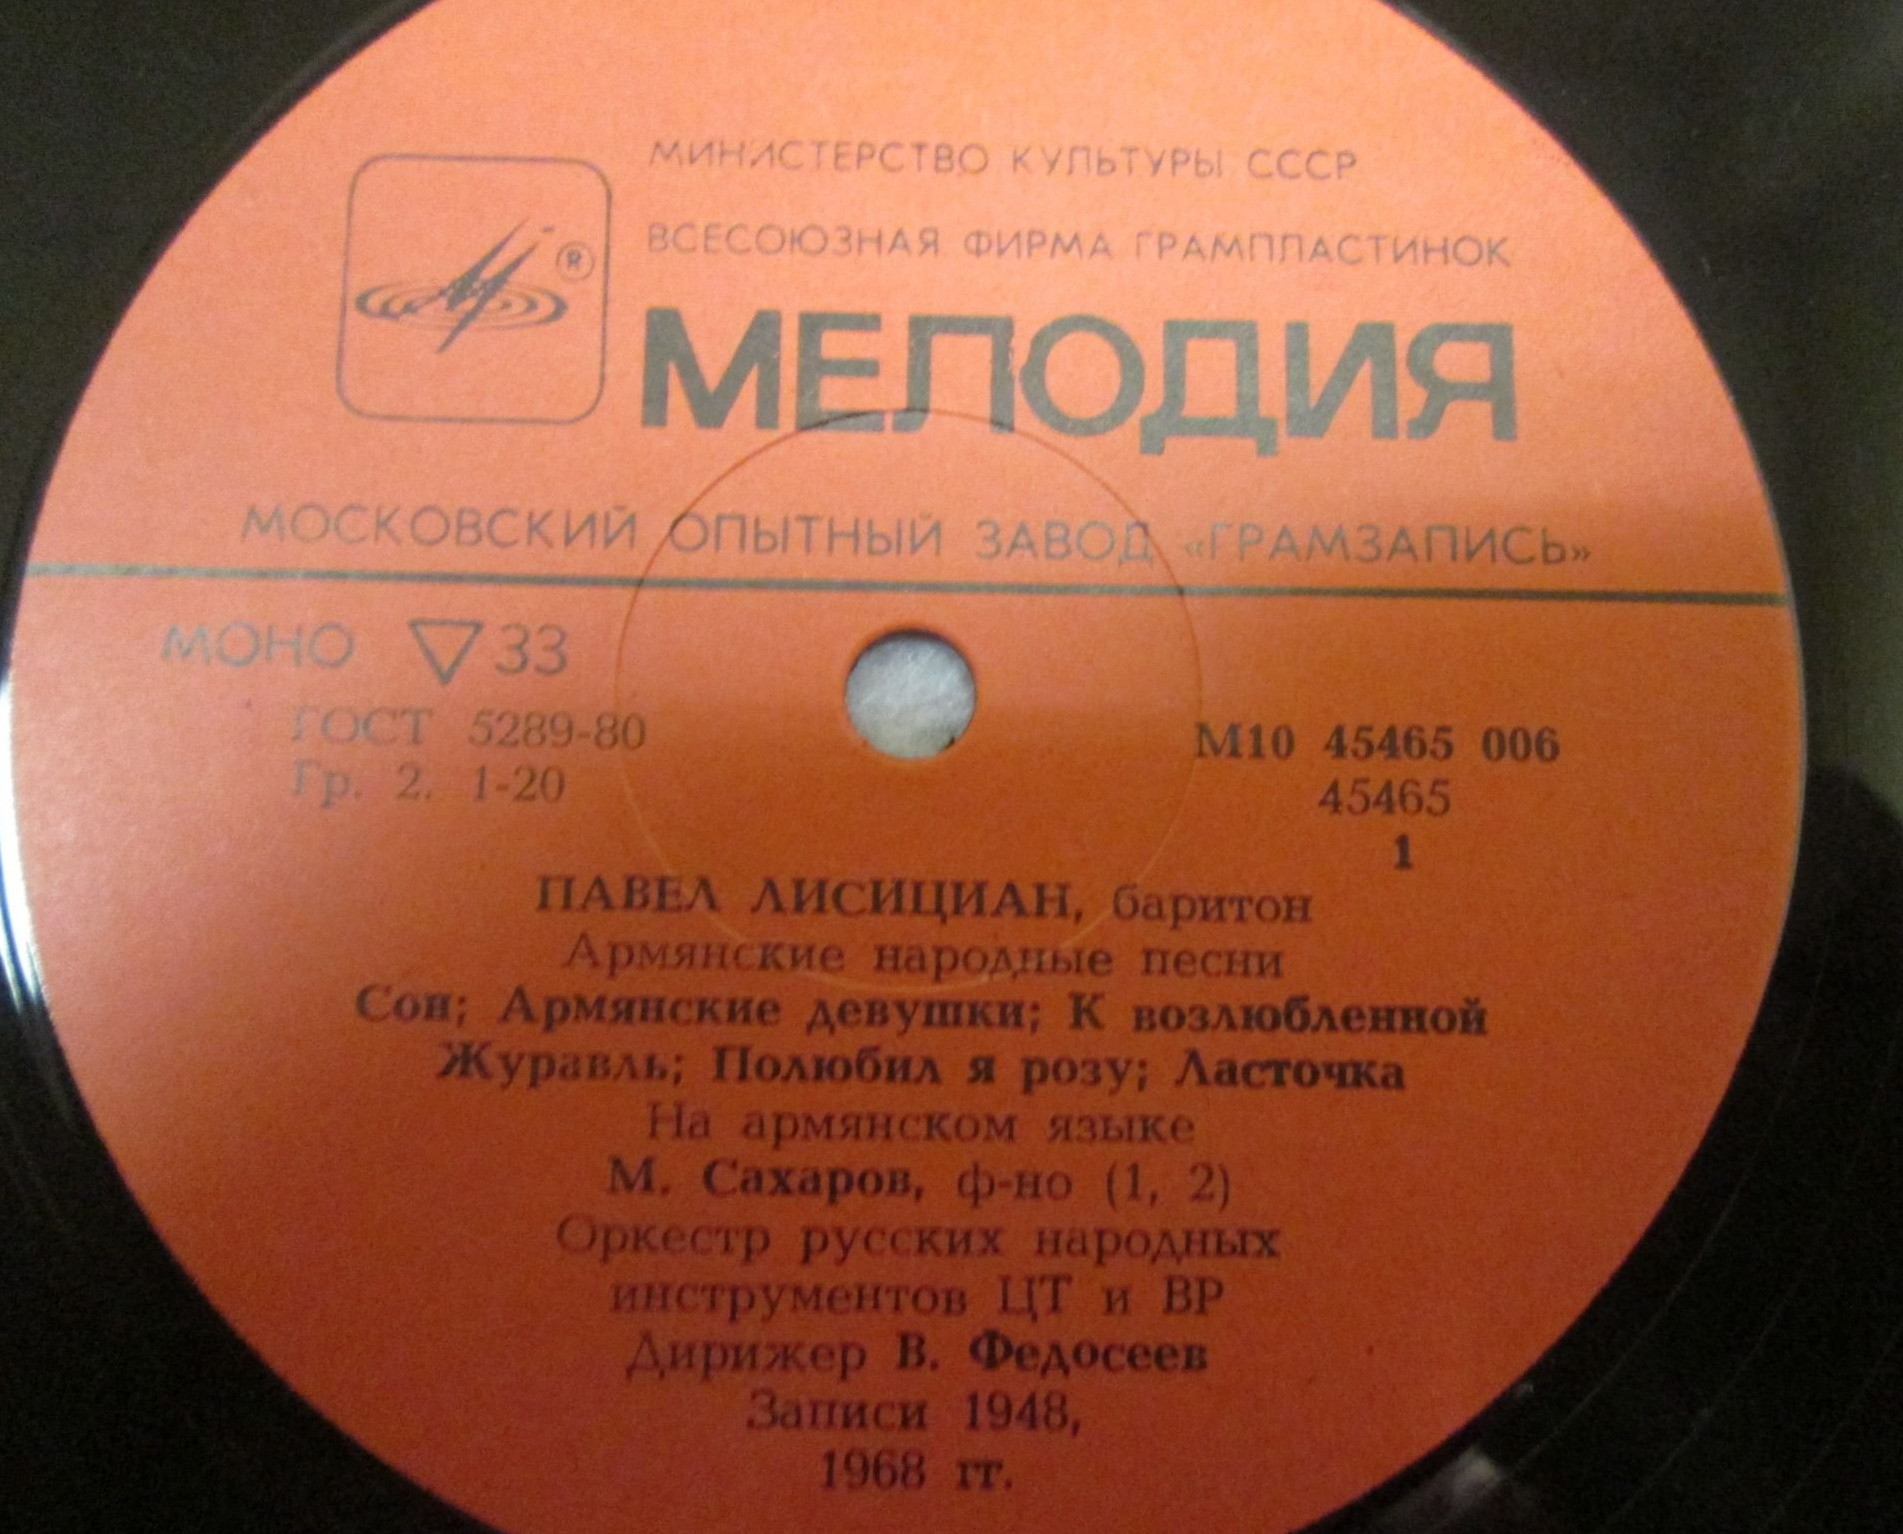 МИНИСТЕРСТВО КУЛЬТУРЫ СССР
ВСЕСОЮЗНАЯ ФИРМА ГРАМПЛАСТИНОК
®
МЕЛОДИЯ
МОСКОВСКИЙ ОПЫТНЫЙ ЗАВОД «ГРАМЗАПИСЬ»
МОНО ▽ 33
ГОСТ 5289-80
Гр. 2. 1-20
М10 45465 006
45465
1
ПАВЕЛ ЛИСИЦИАН, баритон
Армянские народные песни
Сон; Армянские девушки; К возлюбленной
Журавль; Полюбил я розу; Ласточка
На армянском языке
М. Сахаров, ф-но (1, 2)
Оркестр русских народных
инструментов ЦТ и ВР
Дирижер В. Федосеев
Записи 1948,
1968 гг.